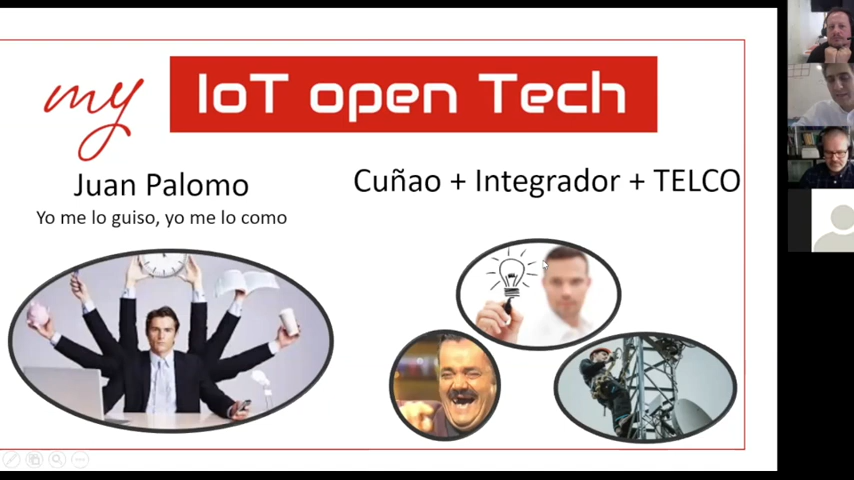 my IoT open Tech
Juan Palomo
Yo me lo guiso, yo me lo como
Cuñao + Integrador + TELCO